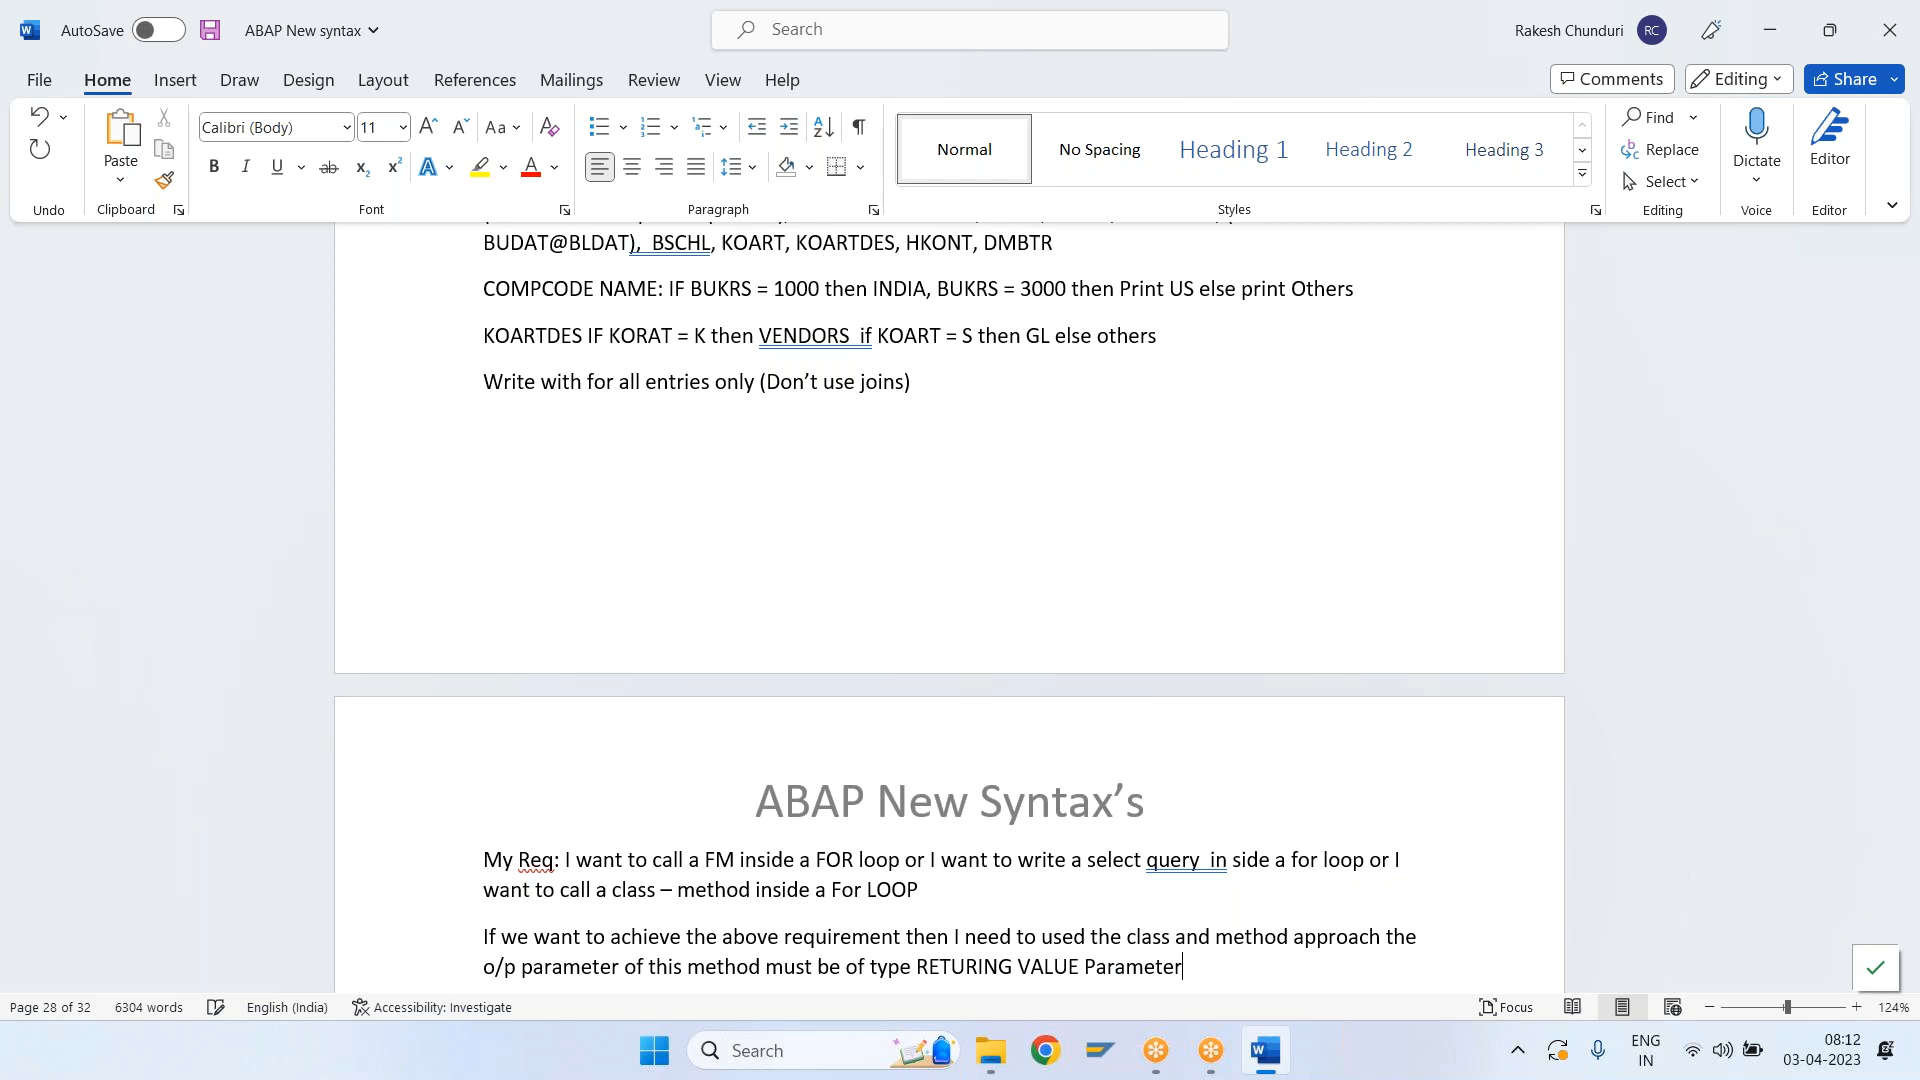 AutoSave
ABAP New syntax
Search
Rakesh Chunduri
RC
File
Home
Insert
Draw
Design
Layout
References
Mailings
Review
View
Help
Comments
Editing
Share
Paste
Calibri (Body)
11
Aa
Normal
No Spacing
Heading 1
Heading 2
Heading 3
Find
Replace
Select
Dictate
Editor
Undo
Clipboard
Font
Paragraph
Styles
Editing
Voice
Editor
BUDAT@BLDAT),  BSCHL, KOART, KOARTDES, HKONT, DMBTR
COMPCODE NAME: IF BUKRS = 1000 then INDIA, BUKRS = 3000 then Print US else print Others
KOARTDES IF KORAT = K then VENDORS  if KOART = S then GL else others
Write with for all entries only (Don’t use joins)
ABAP New Syntax’s
My Req: I want to call a FM inside a FOR loop or I want to write a select query  in side a for loop or I
want to call a class – method inside a For LOOP
If we want to achieve the above requirement then I need to used the class and method approach the
o/p parameter of this method must be of type RETURING VALUE Parameter
Page 28 of 32
6304 words
English (India)
Accessibility: Investigate
Focus
124%
Search
ENG
IN
08:12
03-04-2023